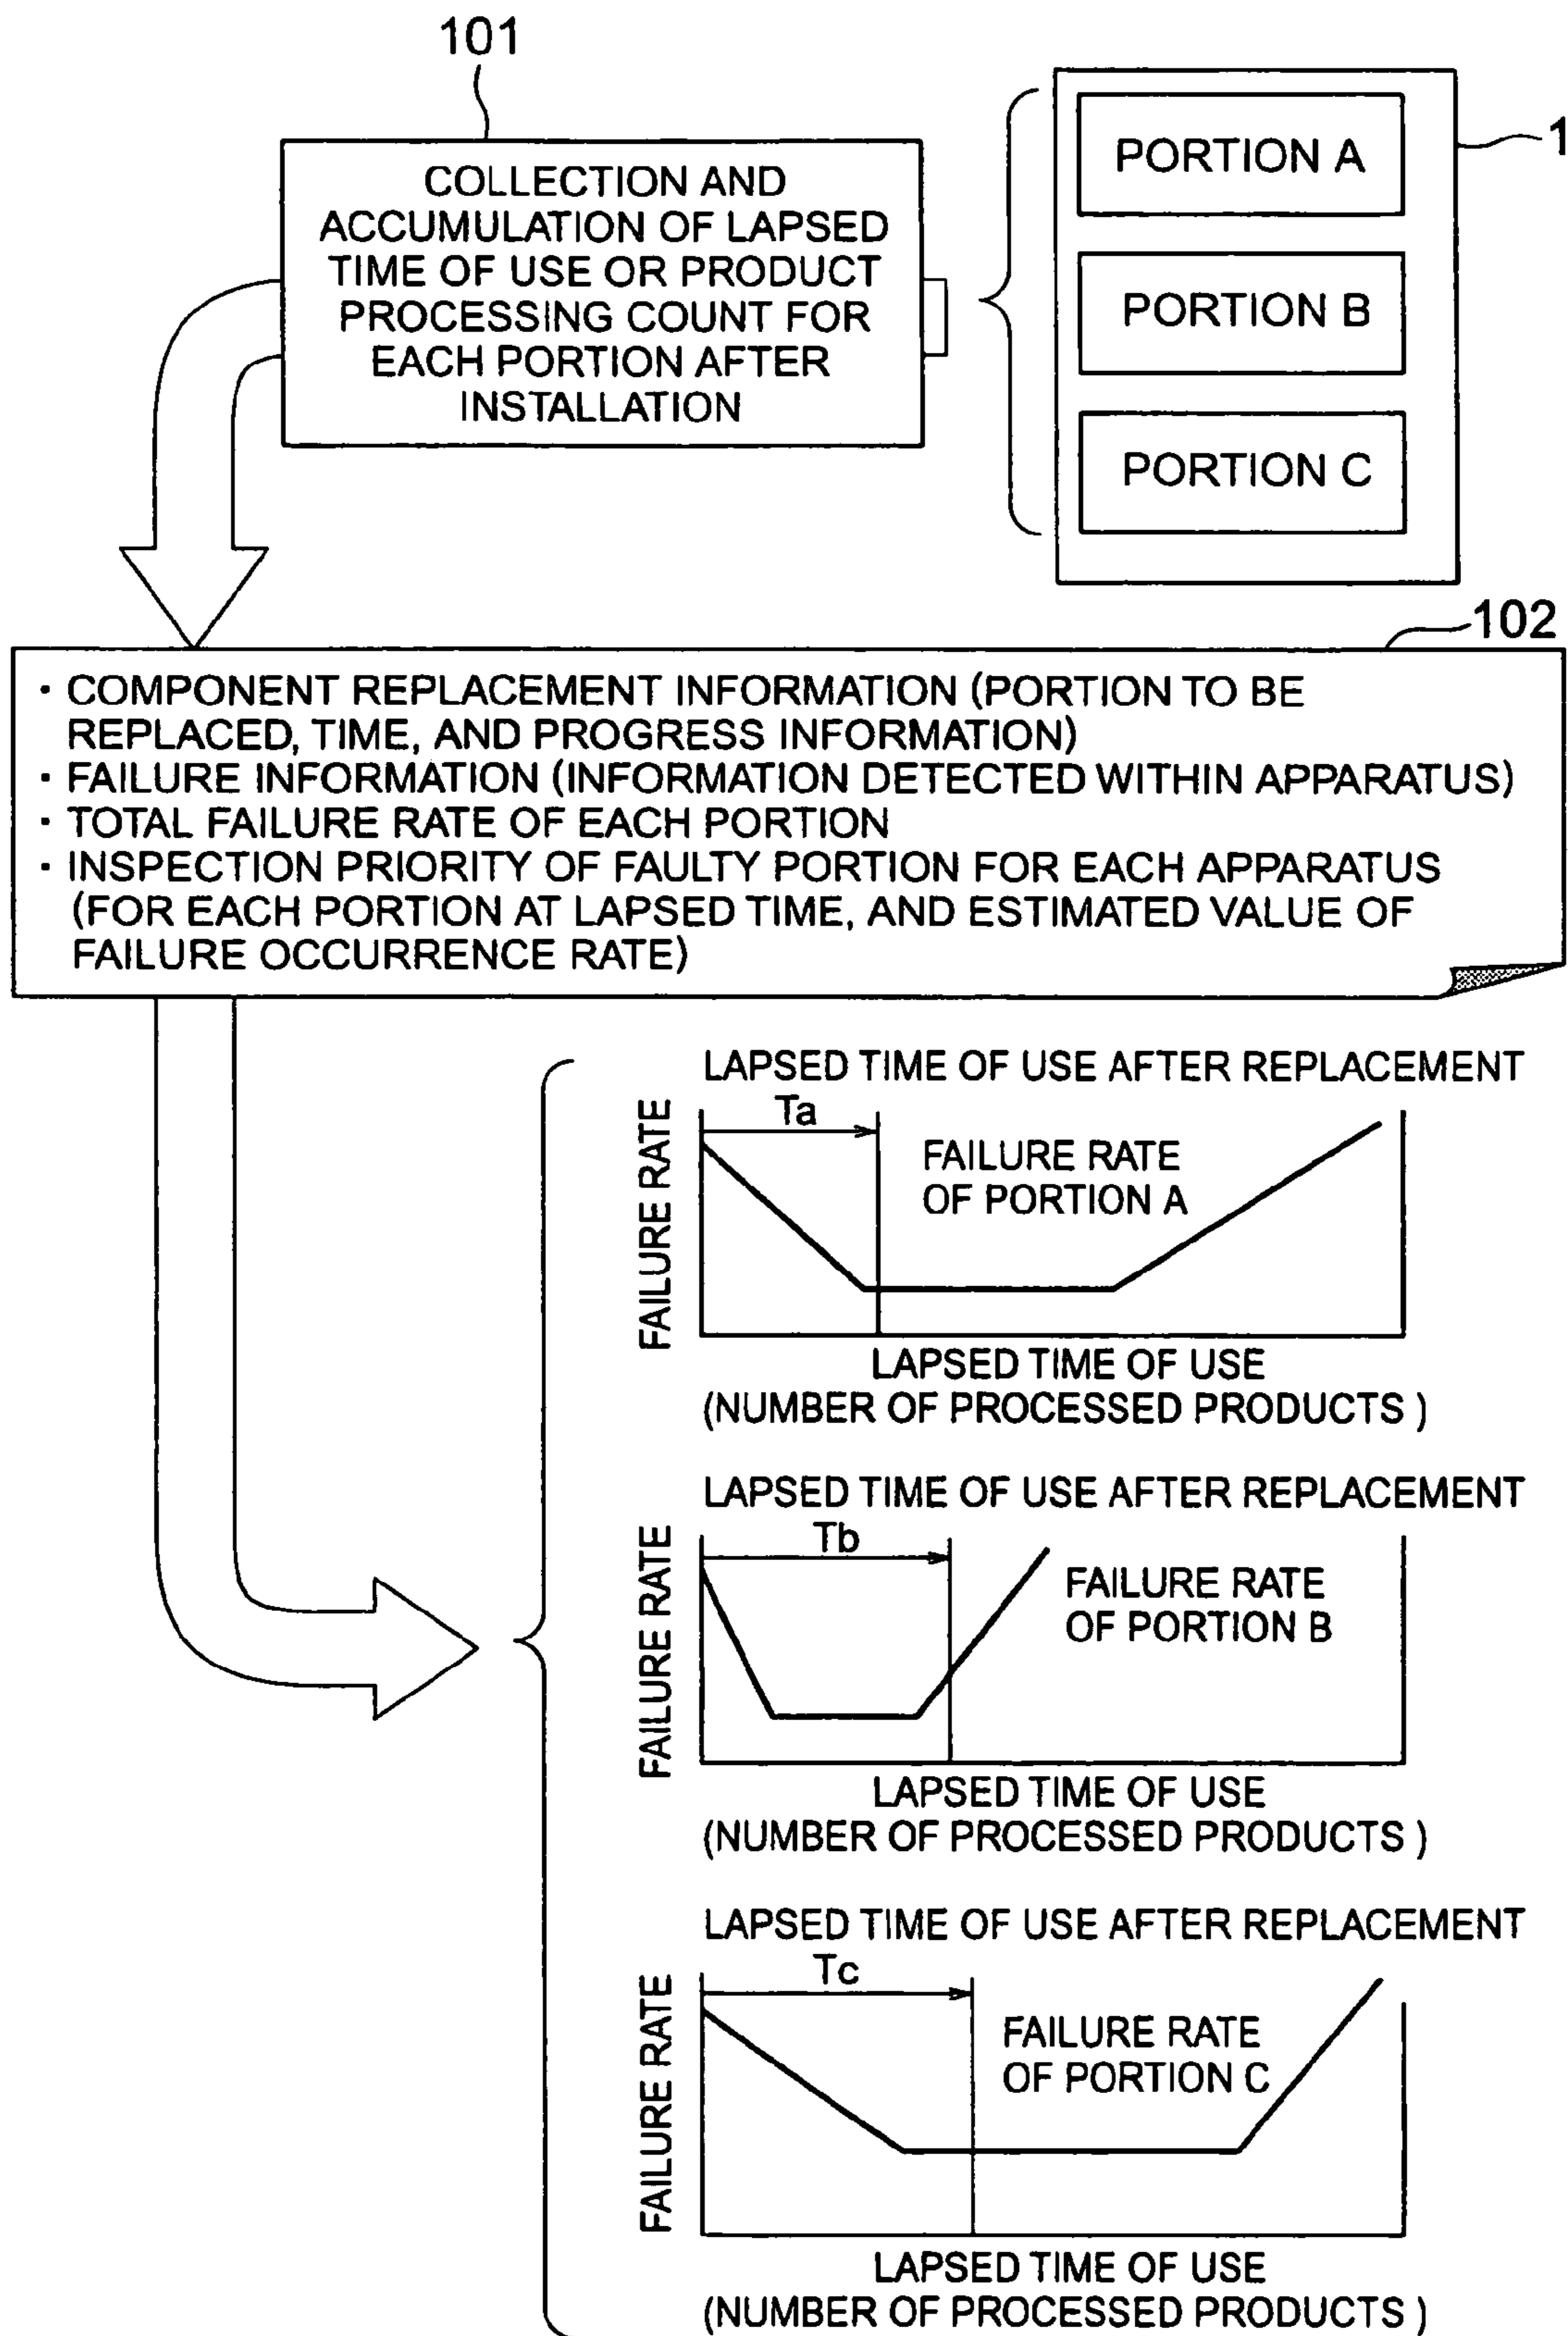 101
COLLECTION AND
ACCUMULATION OF LAPSED
TIME OF USE OR PRODUCT
PROCESSING COUNT FOR
EACH PORTION AFTER
INSTALLATION
PORTION A
PORTION B
PORTION C
1
102
· COMPONENT REPLACEMENT INFORMATION (PORTION TO BE
REPLACED, TIME, AND PROGRESS INFORMATION)
· FAILURE INFORMATION (INFORMATION DETECTED WITHIN APPARATUS)
· TOTAL FAILURE RATE OF EACH PORTION
· INSPECTION PRIORITY OF FAULTY PORTION FOR EACH APPARATUS
(FOR EACH PORTION AT LAPSED TIME, AND ESTIMATED VALUE OF
FAILURE OCCURRENCE RATE)
LAPSED TIME OF USE AFTER REPLACEMENT
Ta
FAILURE RATE
FAILURE RATE
OF PORTION A
LAPSED TIME OF USE
(NUMBER OF PROCESSED PRODUCTS )
LAPSED TIME OF USE AFTER REPLACEMENT
Tb
FAILURE RATE
FAILURE RATE
OF PORTION B
LAPSED TIME OF USE
(NUMBER OF PROCESSED PRODUCTS )
LAPSED TIME OF USE AFTER REPLACEMENT
Tc
FAILURE RATE
FAILURE RATE
OF PORTION C
LAPSED TIME OF USE
(NUMBER OF PROCESSED PRODUCTS )